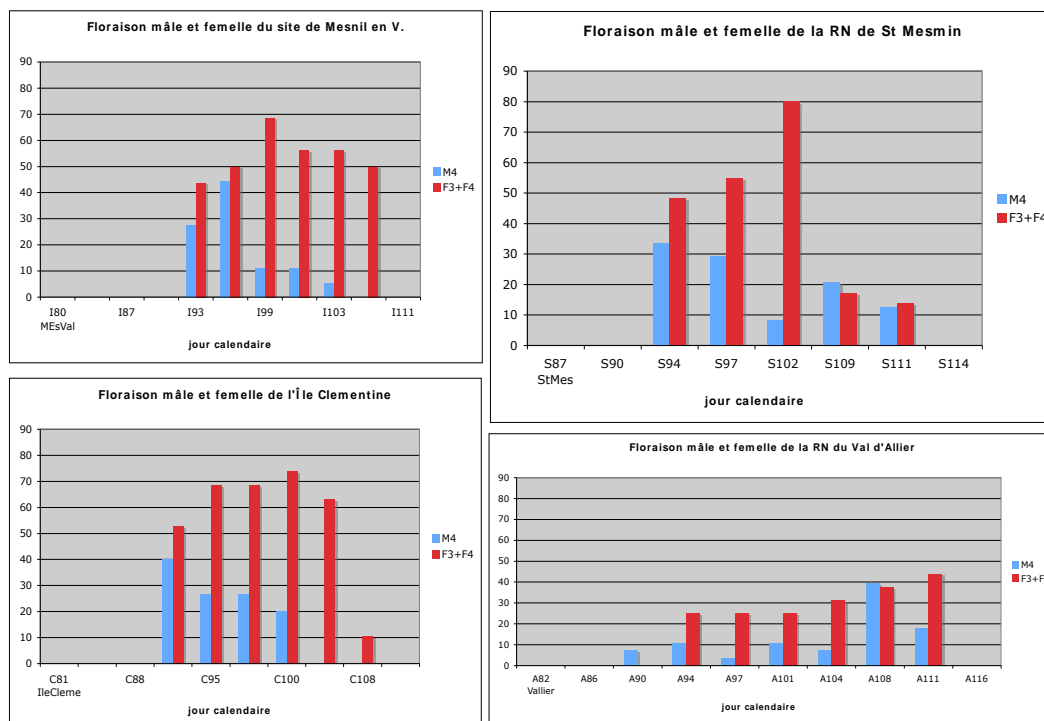 Floraison mâle et femelle du site de Mesnil en V.
90
80
70
60
50
40
30
20
10
0
I80 I87 I93 I99 I103 I111
MEsVal
jour calendaire
M4
F3+F4
Floraison mâle et femelle de la RN de St Mesmin
90
80
70
60
50
40
30
20
10
0
S87 S90 S94 S97 S102 S109 S111 S114
StMes
jour calendaire
M4
F3+F4
Floraison mâle et femelle de l'Île Clementine
90
80
70
60
50
40
30
20
10
0
C81 C88 C95 C100 C108
IleCleme
jour calendaire
M4
F3+F4
Floraison mâle et femelle de la RN du Val d'Allier
90
80
70
60
50
40
30
20
10
0
A82 A86 A90 A94 A97 A101 A104 A108 A111 A116
Vallier
jour calendaire
M4
F3+F